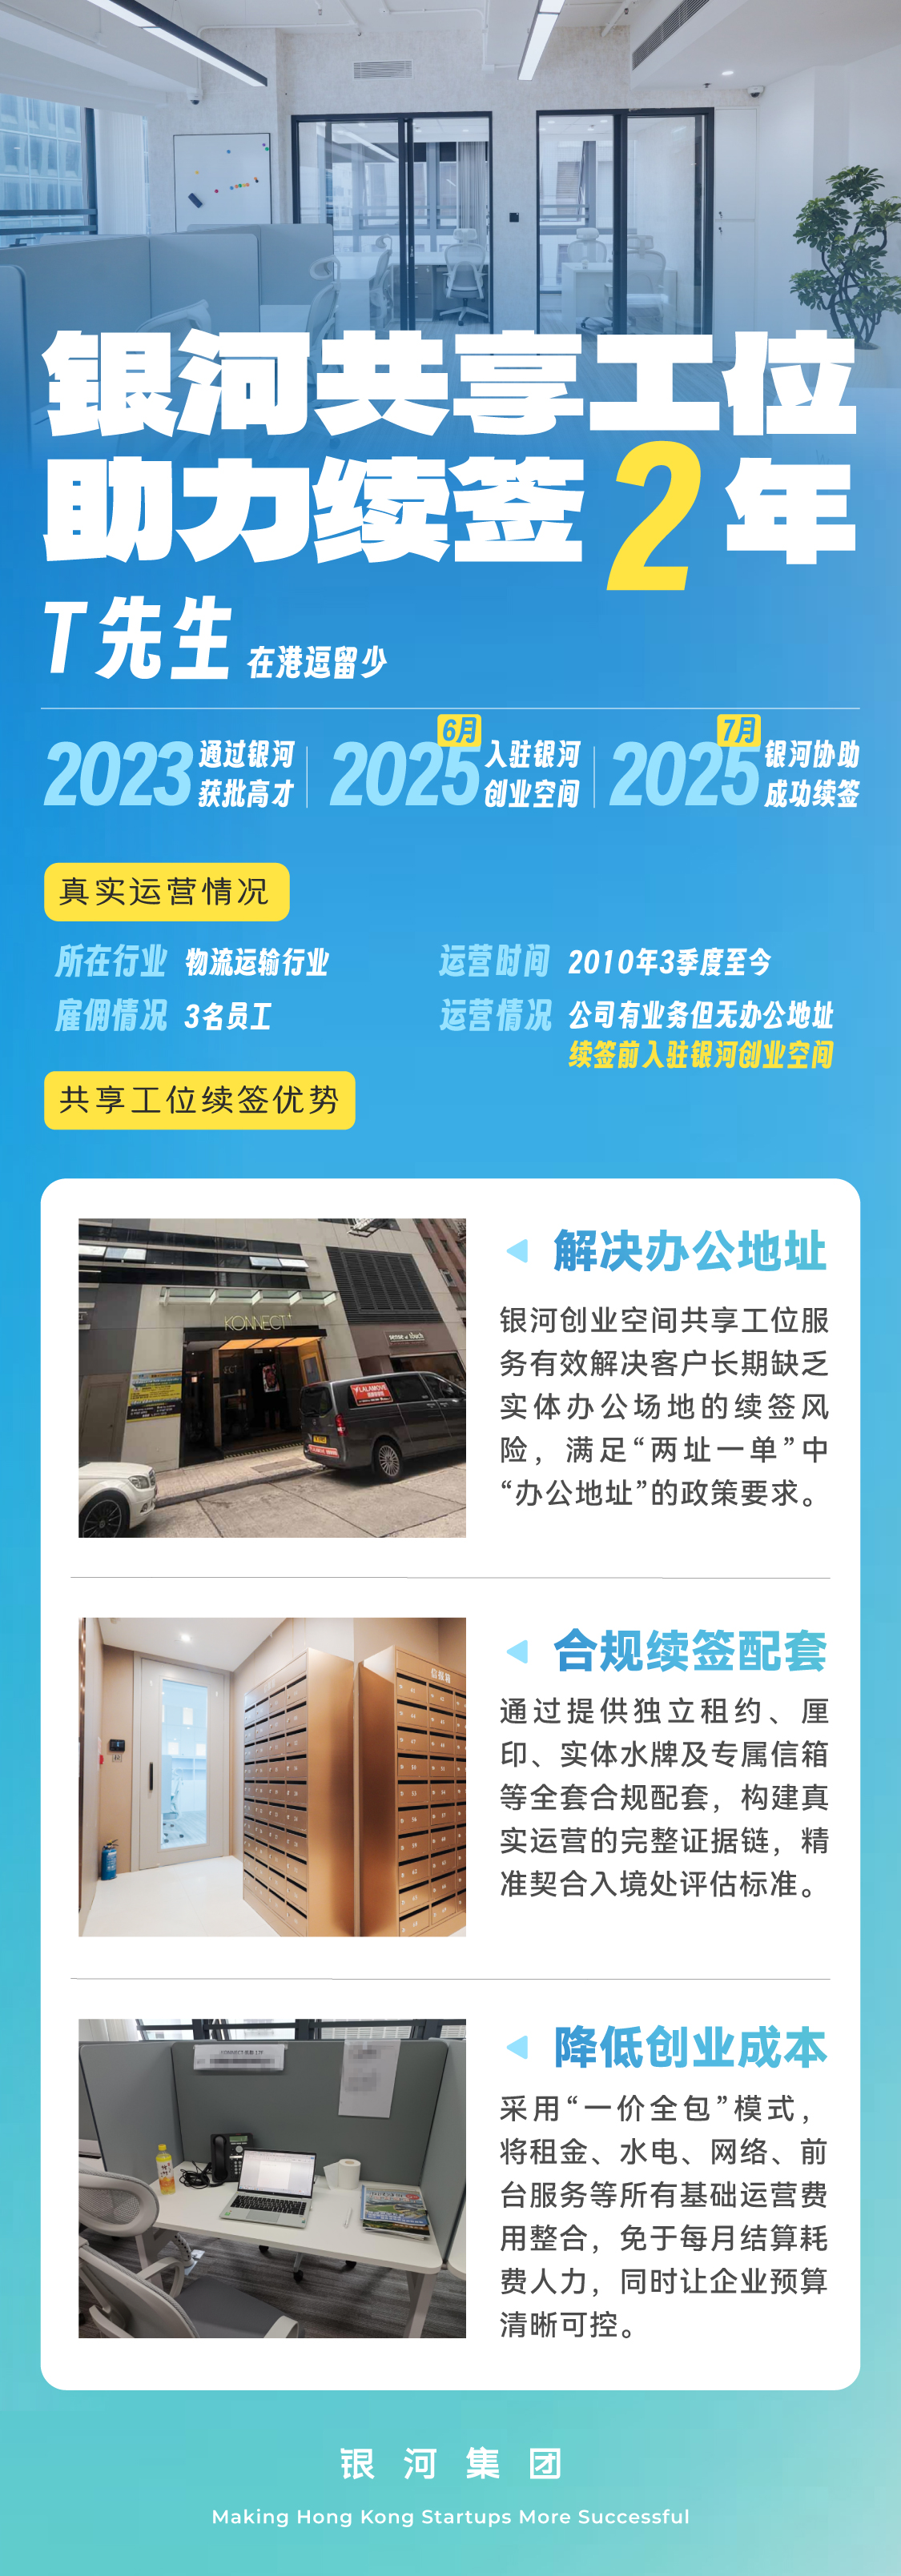 银河共享工位
助力续签2年
T先生 在港逗留少
2023 通过银河
获批高才
2025 6月 入驻银河
创业空间
2025 7月 银河协助
成功续签
真实运营情况
所在行业 物流运输行业
运营时间 2010年3季度至今
雇佣情况 3名员工
运营情况 公司有业务但无办公地址
续签前入驻银河创业空间
共享工位续签优势
KONNECT
sense of touch
LALAMOVE
解决办公地址
银河创业空间共享工位服
务有效解决客户长期缺乏
实体办公场地的续签风
险，满足“两址一单”中
“办公地址”的政策要求。
信报箱
合规续签配套
通过提供独立租约、厘
印、实体水牌及专属信箱
等全套合规配套，构建真
实运营的完整证据链，精
准契合入境处评估标准。
降低创业成本
采用“一价全包”模式，
将租金、水电、网络、前
台服务等所有基础运营费
用整合，免于每月结算耗
费人力，同时让企业预算
清晰可控。
银河集团
Making Hong Kong Startups More Successful